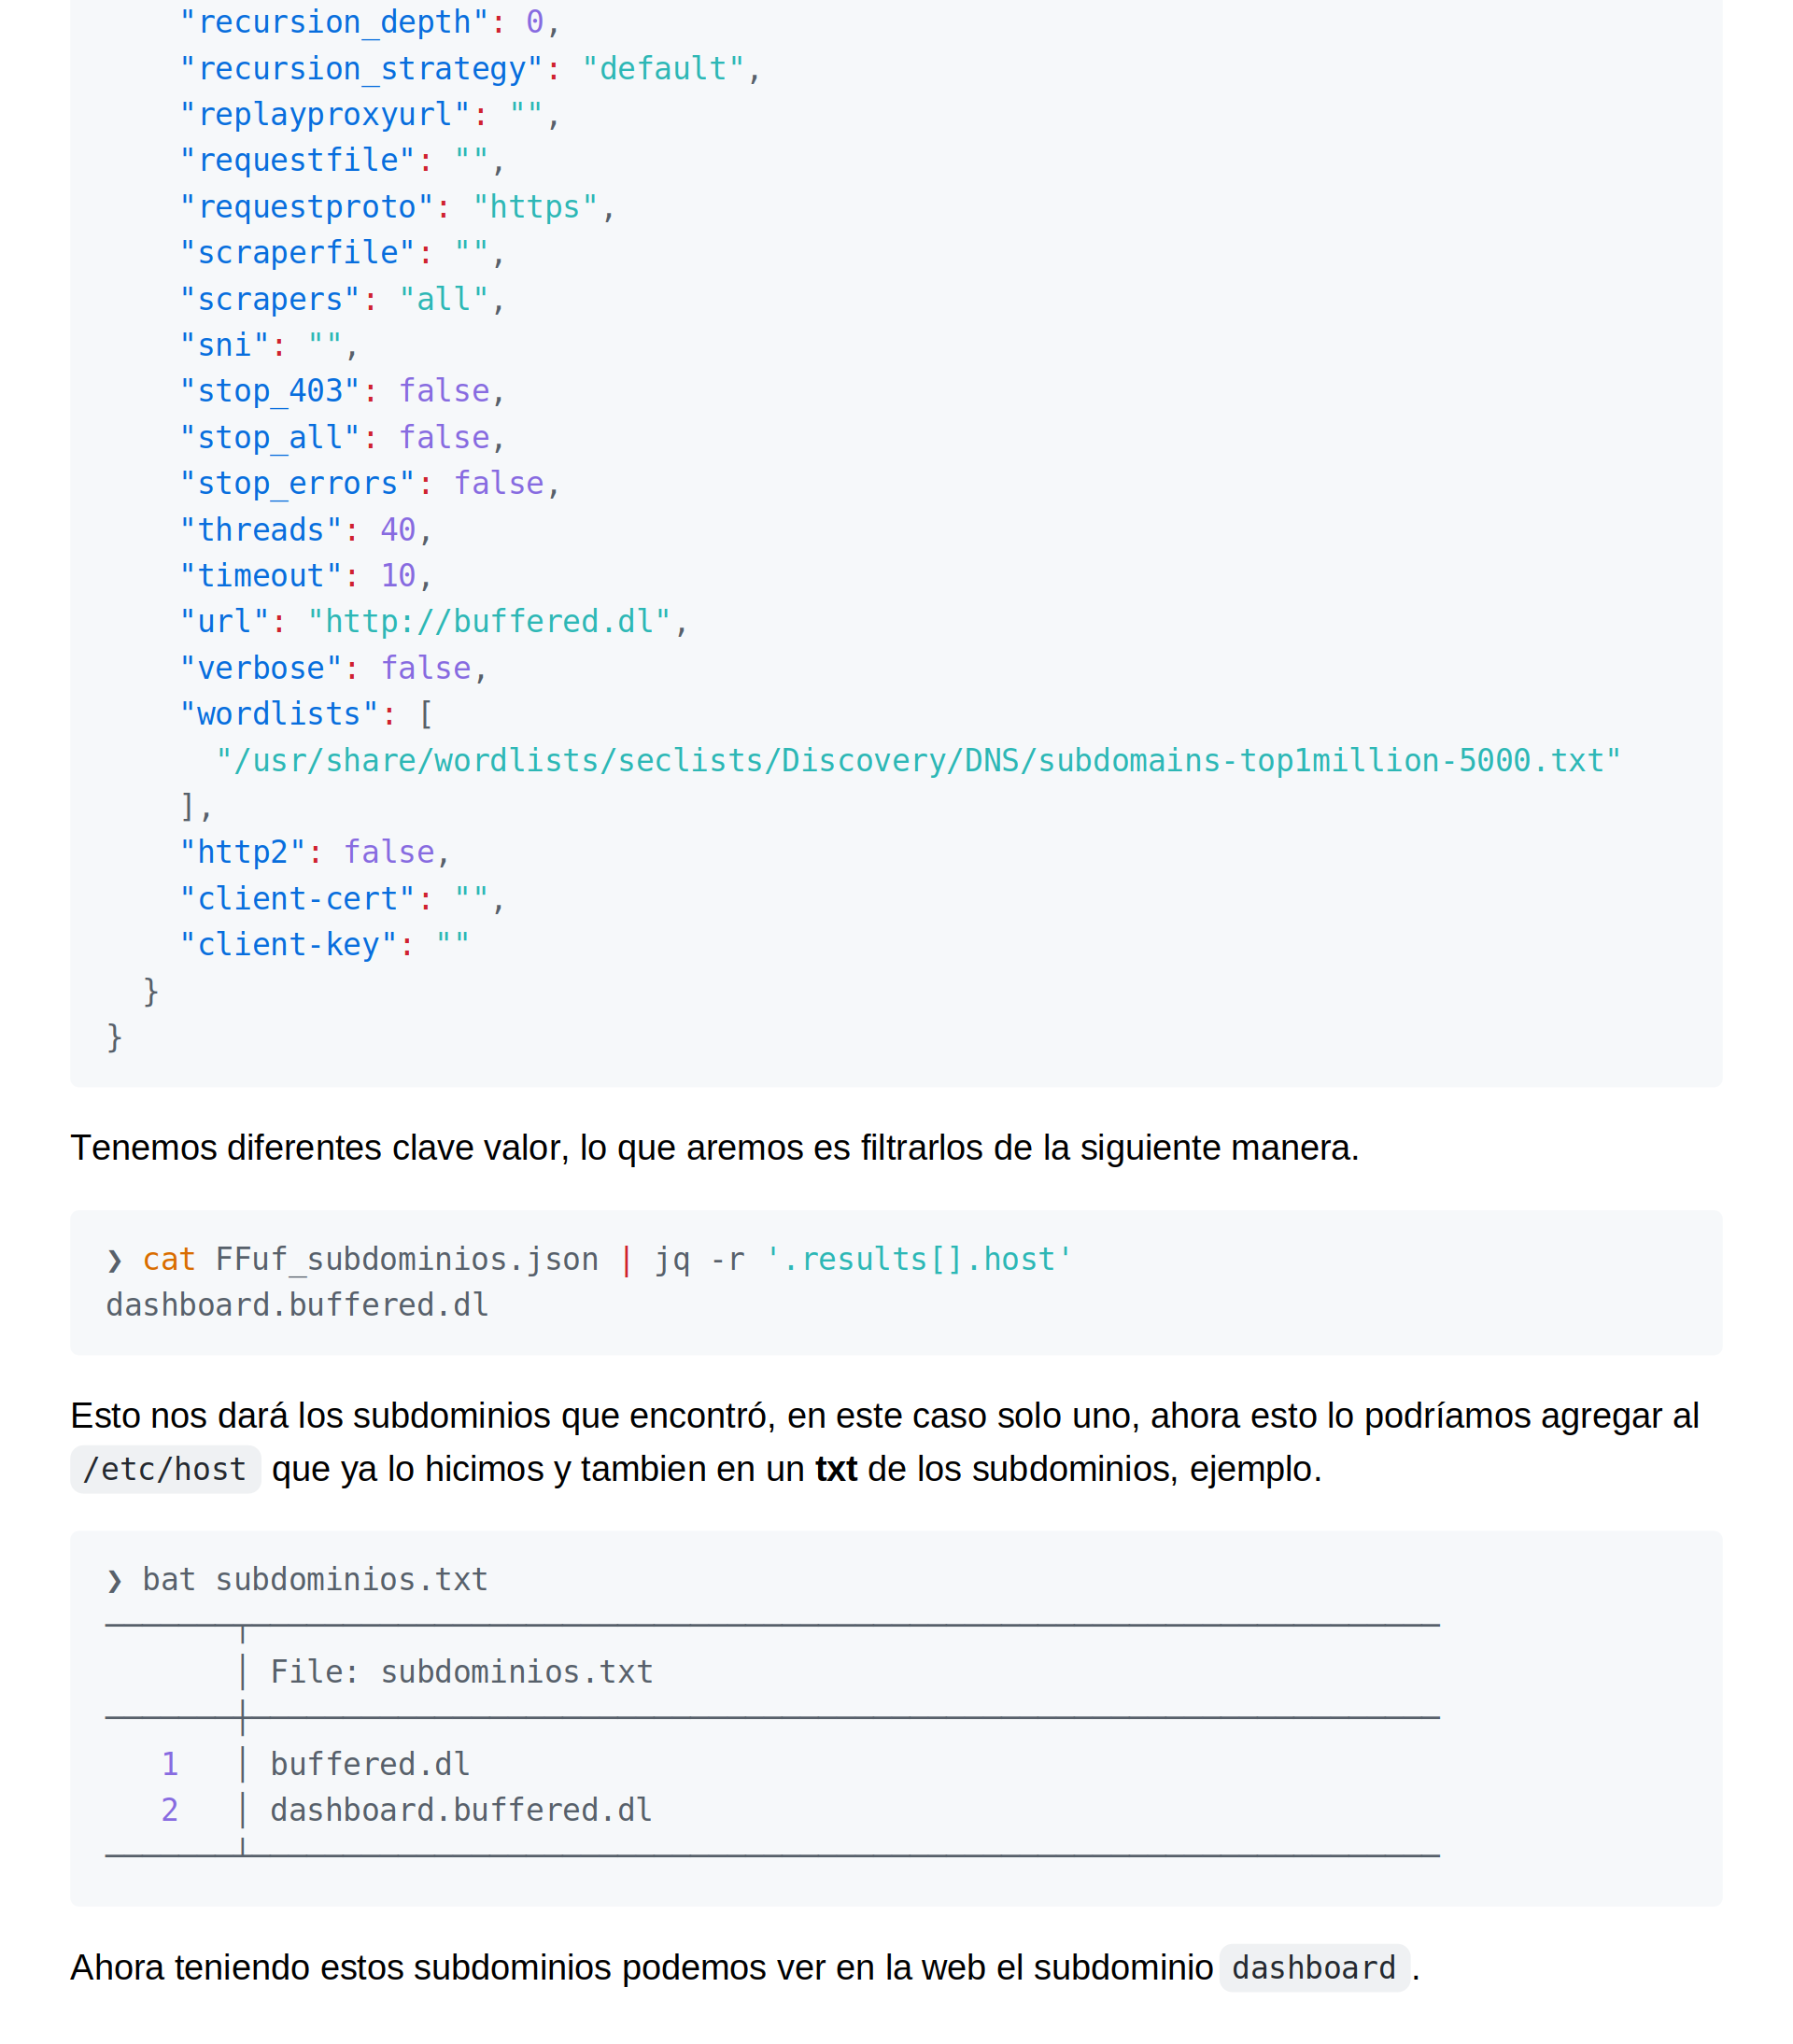 "recursion_depth": 0,
"recursion_strategy": "default",
"replayproxyurl": "",
"requestfile": "",
"requestproto": "https",
"scraperfile": "",
"scrapers": "all",
"sni": "",
"stop_403": false,
"stop_all": false,
"stop_errors": false,
"threads": 40,
"timeout": 10,
"url": "http://buffered.dl",
"verbose": false,
"wordlists": [
"/usr/share/wordlists/seclists/Discovery/DNS/subdomains-top1million-5000.txt"
],
"http2": false,
"client-cert": "",
"client-key": ""
}
}
Tenemos diferentes clave valor, lo que aremos es filtrarlos de la siguiente manera.
❯ cat FFuf_subdominios.json | jq -r '.results[].host'
dashboard.buffered.dl
Esto nos dará los subdominios que encontró, en este caso solo uno, ahora esto lo podríamos agregar al
/etc/host que ya lo hicimos y tambien en un txt de los subdominios, ejemplo.
❯ bat subdominios.txt
│ File: subdominios.txt
1 │ buffered.dl
2 │ dashboard.buffered.dl
Ahora teniendo estos subdominios podemos ver en la web el subdominio dashboard.